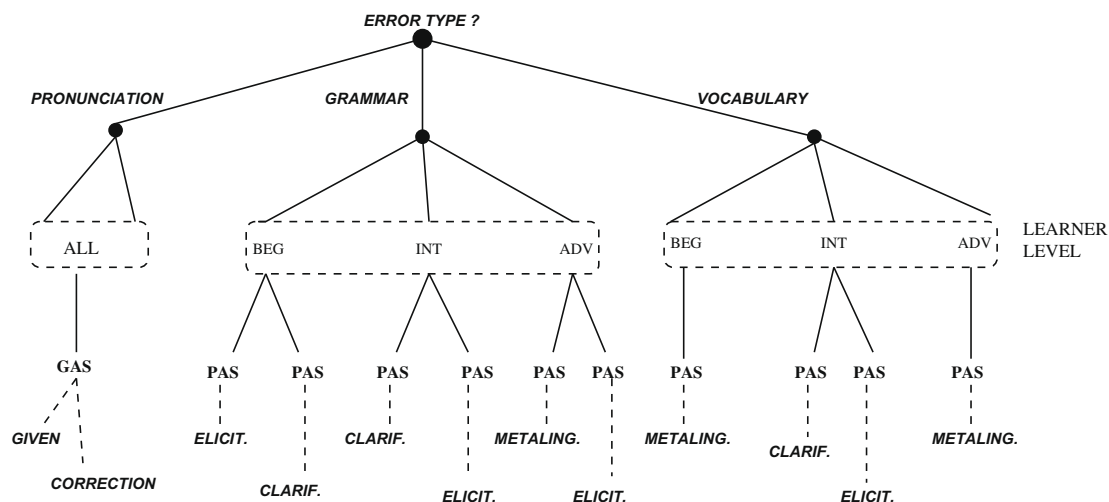 ERROR TYPE ?
PRONUNCIATION GRAMMAR VOCABULARY
ALL BEG INT ADV BEG INT ADV LEARNER
LEVEL
GAS PAS PAS PAS PAS PAS PAS PAS PAS PAS PAS
GIVEN ELICIT. CLARIF. METALING. METALING. CLARIF. METALING.
CORRECTION CLARIF. ELICIT. ELICIT. ELICIT.